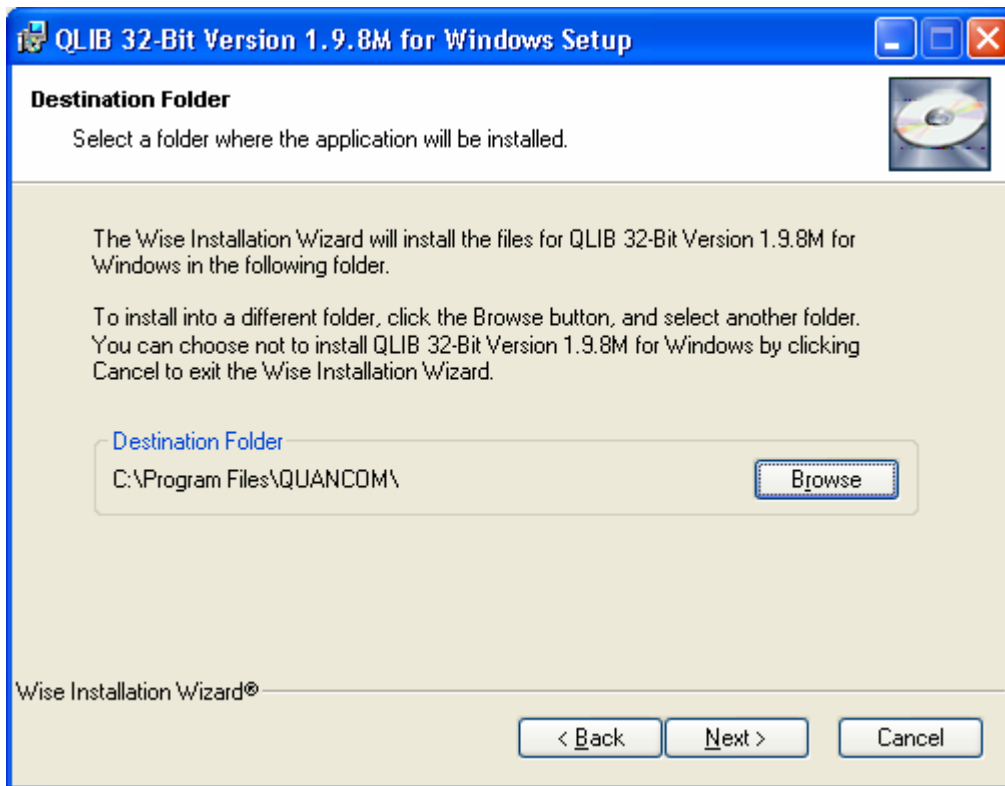 QLIB 32-Bit Version 1.9.8M for Windows Setup
Destination Folder
Select a folder where the application will be installed.
The Wise Installation Wizard will install the files for QLIB 32-Bit Version 1.9.8M for
Windows in the following folder.
To install into a different folder, click the Browse button, and select another folder.
You can choose not to install QLIB 32-Bit Version 1.9.8M for Windows by clicking
Cancel to exit the Wise Installation Wizard.
Destination Folder
C:\Program Files\QUANCOM\
Browse
Wise Installation Wizard®
< Back
Next >
Cancel